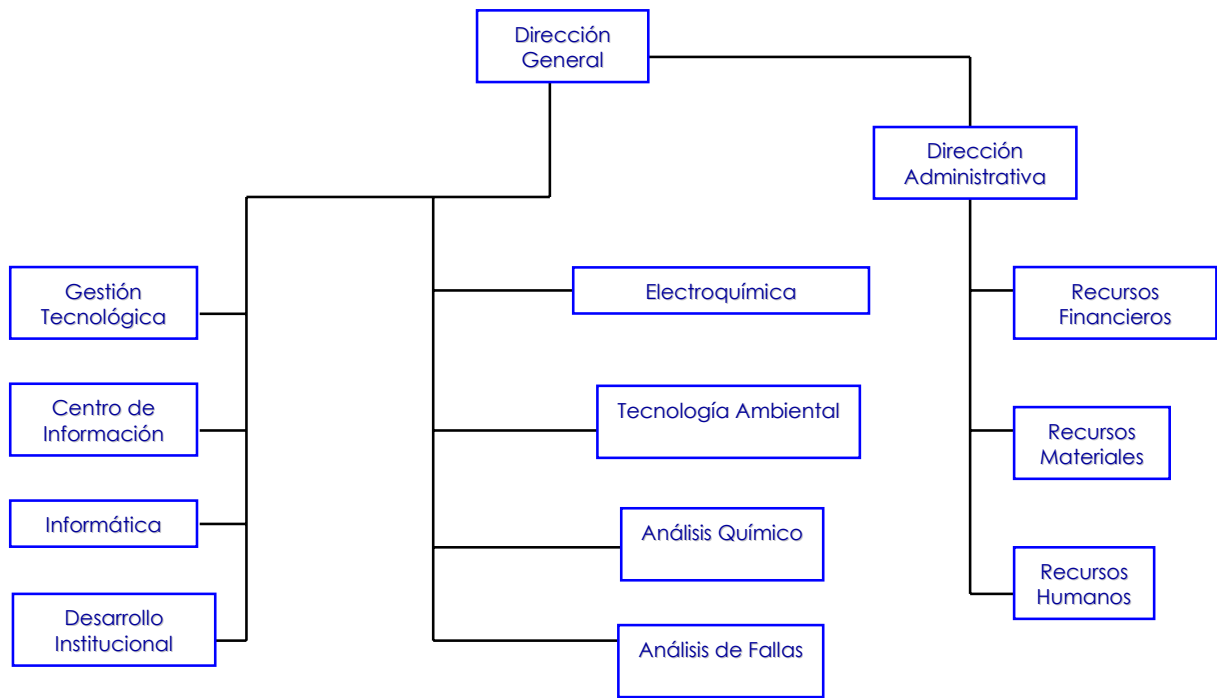 Dirección
General
Dirección
Administrativa
Gestión
Tecnológica
Electroquímica
Recursos
Financieros
Centro de
Información
Tecnología Ambiental
Recursos
Materiales
Informática
Análisis Químico
Recursos
Humanos
Desarrollo
Institucional
Análisis de Fallas